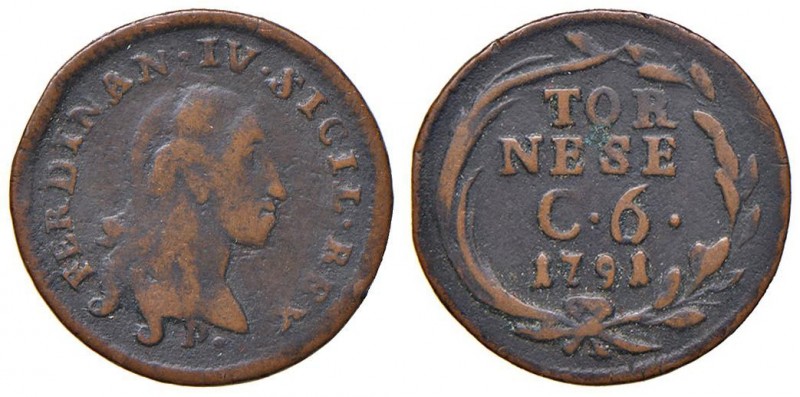 FERDINAN·IV·SICIL·REX
P.
TOR
NESE
C·6·
1791